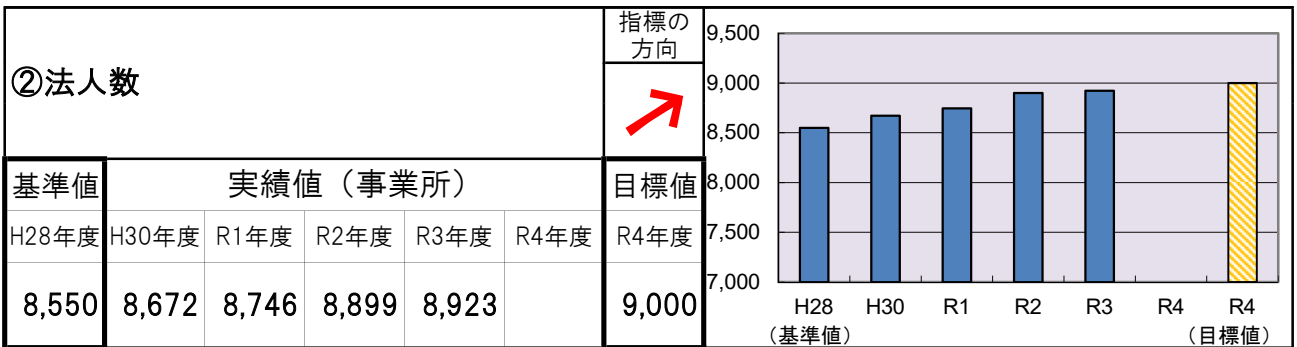 ②法人数
指標の
方向
基準値 実績値（事業所） 目標値
H28年度 H30年度 R1年度 R2年度 R3年度 R4年度 R4年度
8,550 8,672 8,746 8,899 8,923 9,000
9,500
9,000
8,500
8,000
7,500
7,000
H28 H30 R1 R2 R3 R4 R4
（基準値） （目標値）